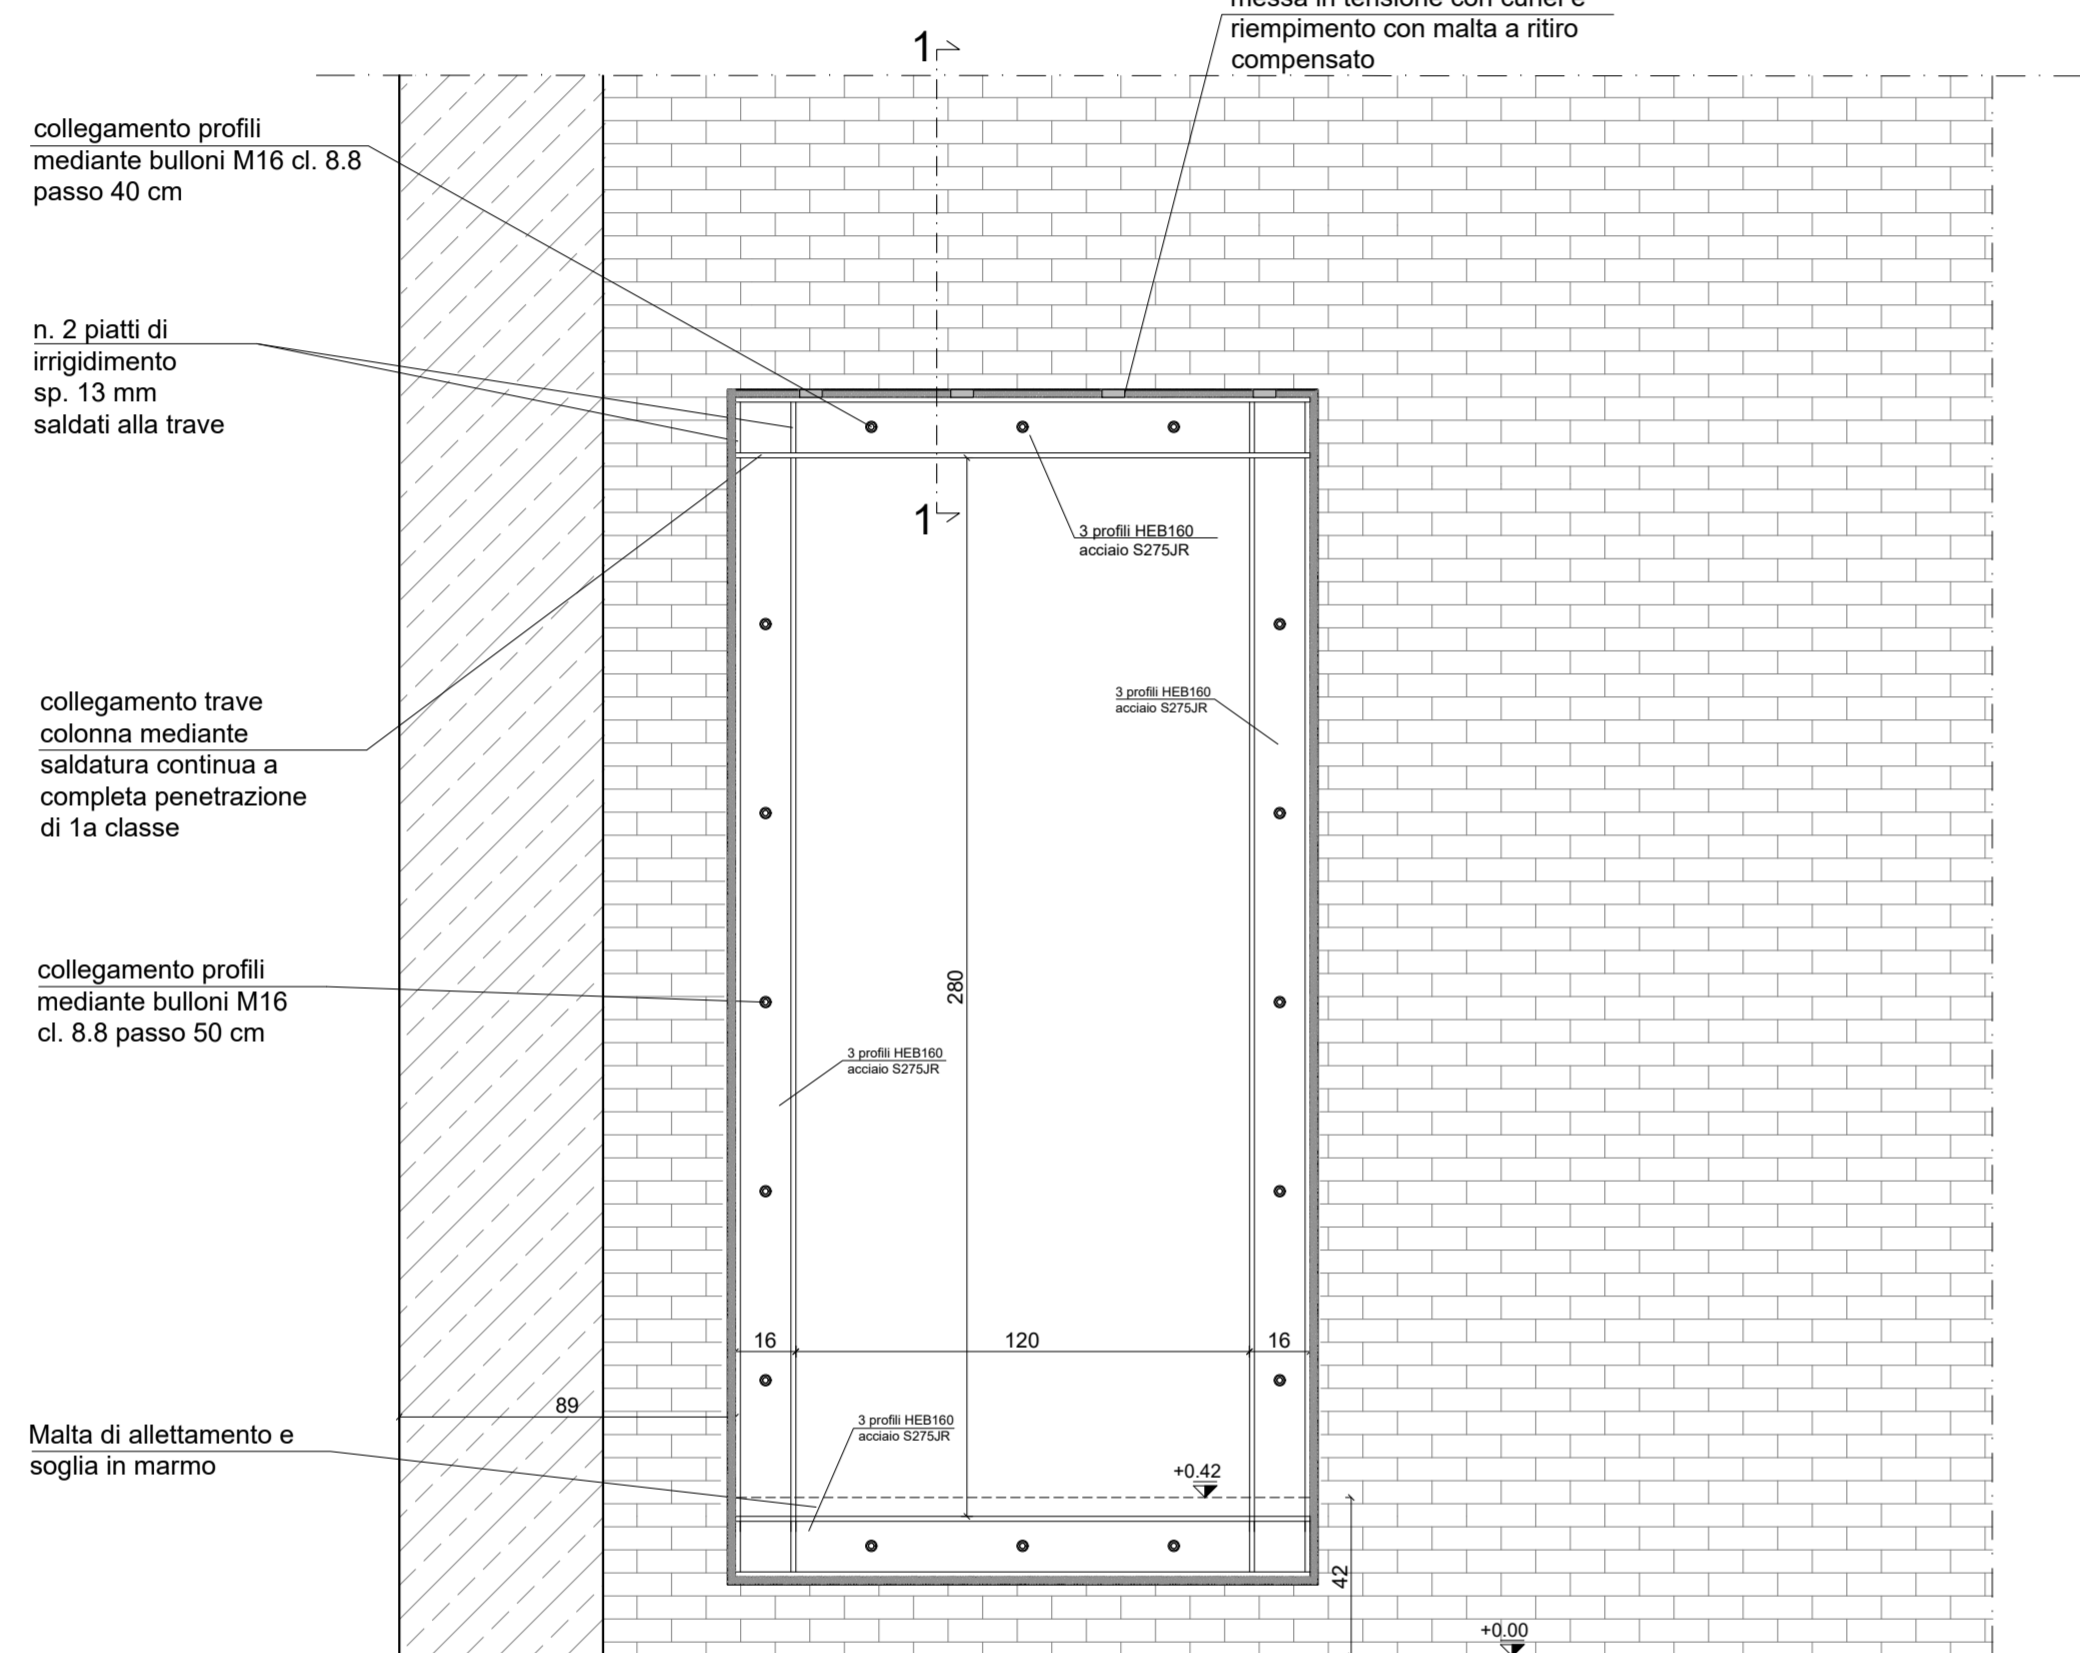 messa in tensione con cunei e
riempimento con malta a ritiro
compensato
1
collegamento profili
mediante bulloni M16 cl. 8.8
passo 40 cm
n. 2 piatti di
irrigidimento
sp. 13 mm
saldati alla trave
1
3 profili HEB160
acciaio S275JR
3 profili HEB160
acciaio S275JR
collegamento trave
colonna mediante
saldatura continua a
completa penetrazione
di 1a classe
collegamento profili
mediante bulloni M16
cl. 8.8 passo 50 cm
280
3 profili HEB160
acciaio S275JR
16
120
16
89
3 profili HEB160
acciaio S275JR
Malta di allettamento e
soglia in marmo
+0.42
42
+0.00